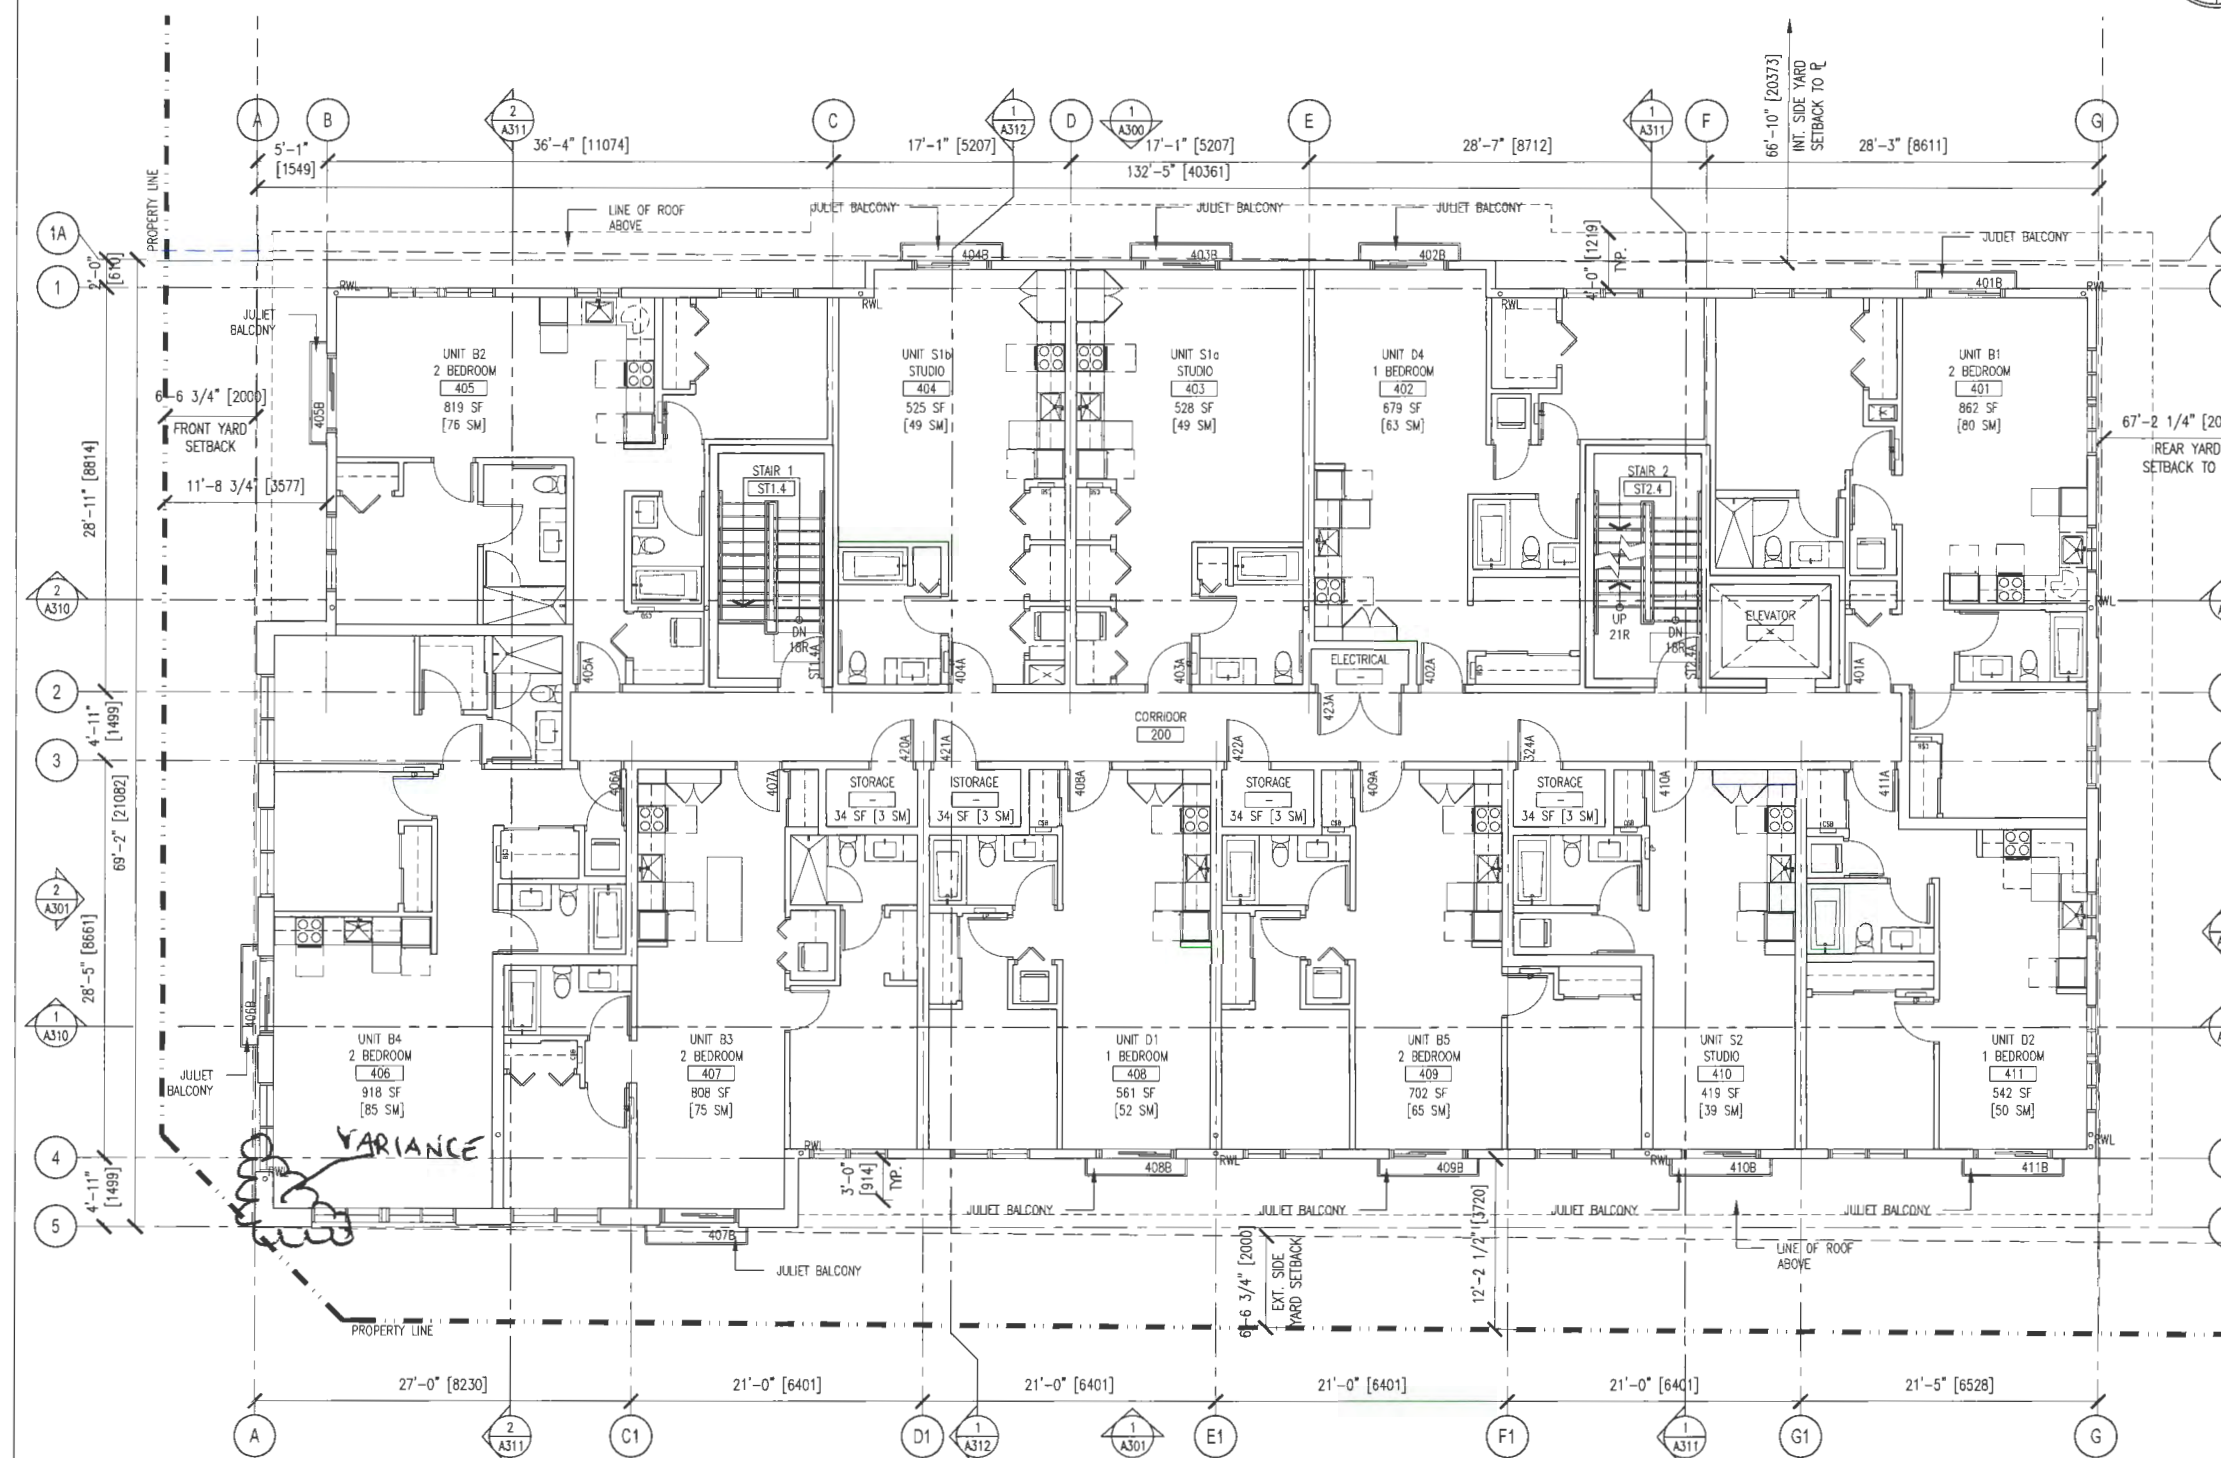 A
B
2
A311
C
1
A312
D
1
A300
E
1
A311
F
G
5'-1"
[1549]
36'-4" [11074]
17'-1" [5207]
17'-1" [5207]
28'-7" [8712]
28'-3" [8611]
132'-5" [40361]
66'-10" [20373]
INT. SIDE YARD
SETBACK TO PL
PROPERTY LINE
LINE OF ROOF
ABOVE
JULIET BALCONY
JULIET BALCONY
JULIET BALCONY
JULIET BALCONY
4'-0" [1219]
TYP.
1A
2'-0"
[610]
1
404B
403B
402B
401B
RWL
RWL
RWL
RWL
JULIET
BALCONY
405B
UNIT B2
2 BEDROOM
405
819 SF
[76 SM]
UNIT S1b
STUDIO
404
525 SF
[49 SM]
UNIT S1a
STUDIO
403
528 SF
[49 SM]
UNIT D4
1 BEDROOM
402
679 SF
[63 SM]
UNIT B1
2 BEDROOM
401
862 SF
[80 SM]
6'-6 3/4" [2000]
FRONT YARD
SETBACK
11'-8 3/4" [3577]
67'-2 1/4" [20
REAR YARD
SETBACK TO
28'-11" [8814]
STAIR 1
ST1.4
STAIR 2
ST2.4
2
A310
DN
18R
UP
21R
DN
18R
ELEVATOR
RWL
ELECTRICAL
405A
ST1.4A
404A
403A
402A
ST2.4A
401A
423A
2
4'-11"
[1499]
3
CORRIDOR
200
420A
421A
422A
324A
406A
407A
408A
409A
410A
411A
STORAGE
34 SF [3 SM]
STORAGE
34 SF [3 SM]
STORAGE
34 SF [3 SM]
STORAGE
34 SF [3 SM]
69'-2" [21082]
2
A301
28'-5" [8661]
1
A310
406B
JULIET
BALCONY
UNIT B4
2 BEDROOM
406
918 SF
[85 SM]
UNIT B3
2 BEDROOM
407
808 SF
[75 SM]
UNIT D1
1 BEDROOM
408
561 SF
[52 SM]
UNIT B5
2 BEDROOM
409
702 SF
[65 SM]
UNIT S2
STUDIO
410
419 SF
[39 SM]
UNIT D2
1 BEDROOM
411
542 SF
[50 SM]
VARIANCE
4
RWL
RWL
RWL
RWL
RWL
4'-11"
[1499]
5
3'-0"
[914]
TYP.
408B
409B
410B
411B
407B
JULIET BALCONY
JULIET BALCONY
JULIET BALCONY
JULIET BALCONY
JULIET BALCONY
6'-6 3/4" [2000]
EXT. SIDE
YARD SETBACK
12'-2 1/2" [3720]
LINE OF ROOF
ABOVE
PROPERTY LINE
27'-0" [8230]
21'-0" [6401]
21'-0" [6401]
21'-0" [6401]
21'-0" [6401]
21'-5" [6528]
A
2
A311
C1
D1
1
A312
1
A301
E1
F1
1
A311
G1
G